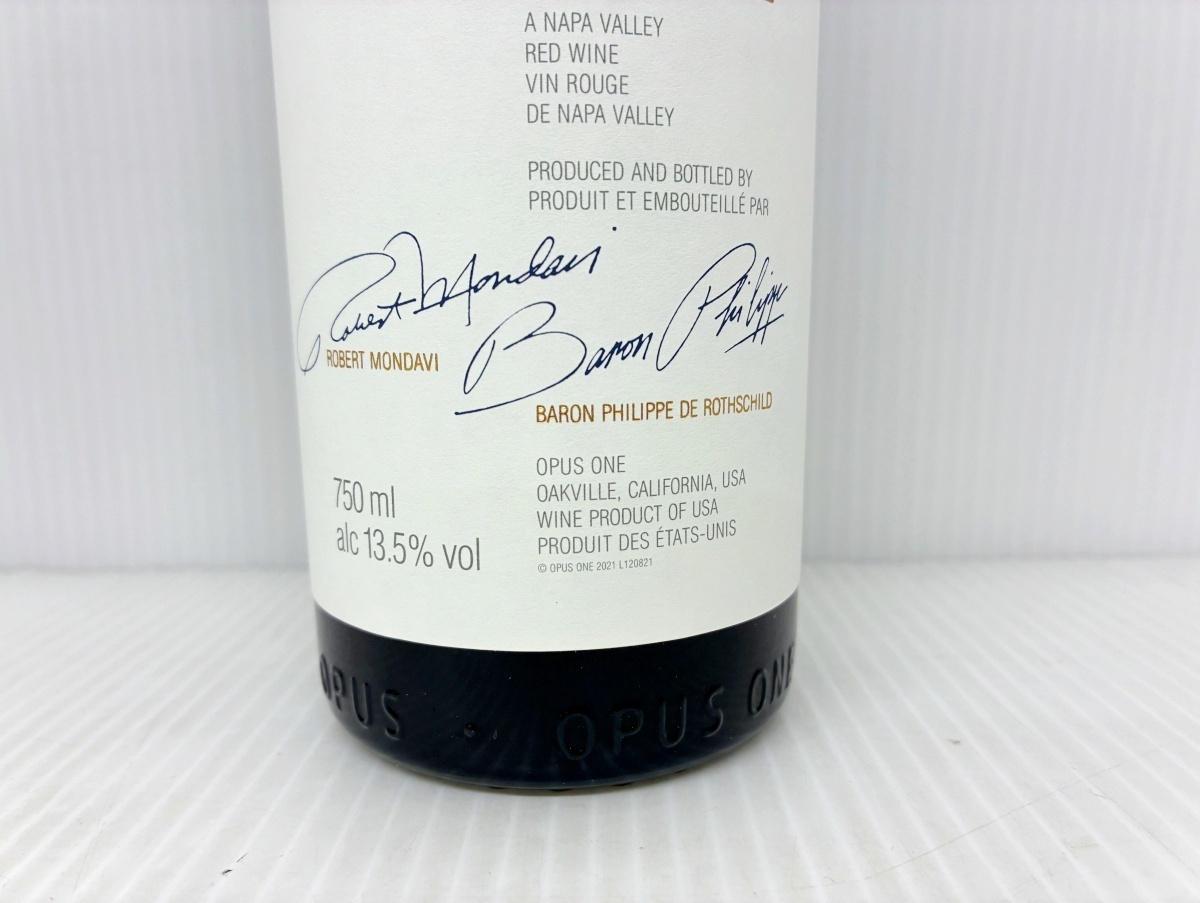 A NAPA VALLEY
RED WINE
VIN ROUGE
DE NAPA VALLEY
PRODUCED AND BOTTLED BY
PRODUIT ET EMBOUTEILLÉ PAR
Robert Mondavi
Baron Philippe
ROBERT MONDAVI
BARON PHILIPPE DE ROTHSCHILD
750 ml
alc 13.5% vol
OPUS ONE
OAKVILLE, CALIFORNIA, USA
WINE PRODUCT OF USA
PRODUIT DES ÉTATS-UNIS
© OPUS ONE 2021 L120821
OPUS · OPUS ONE